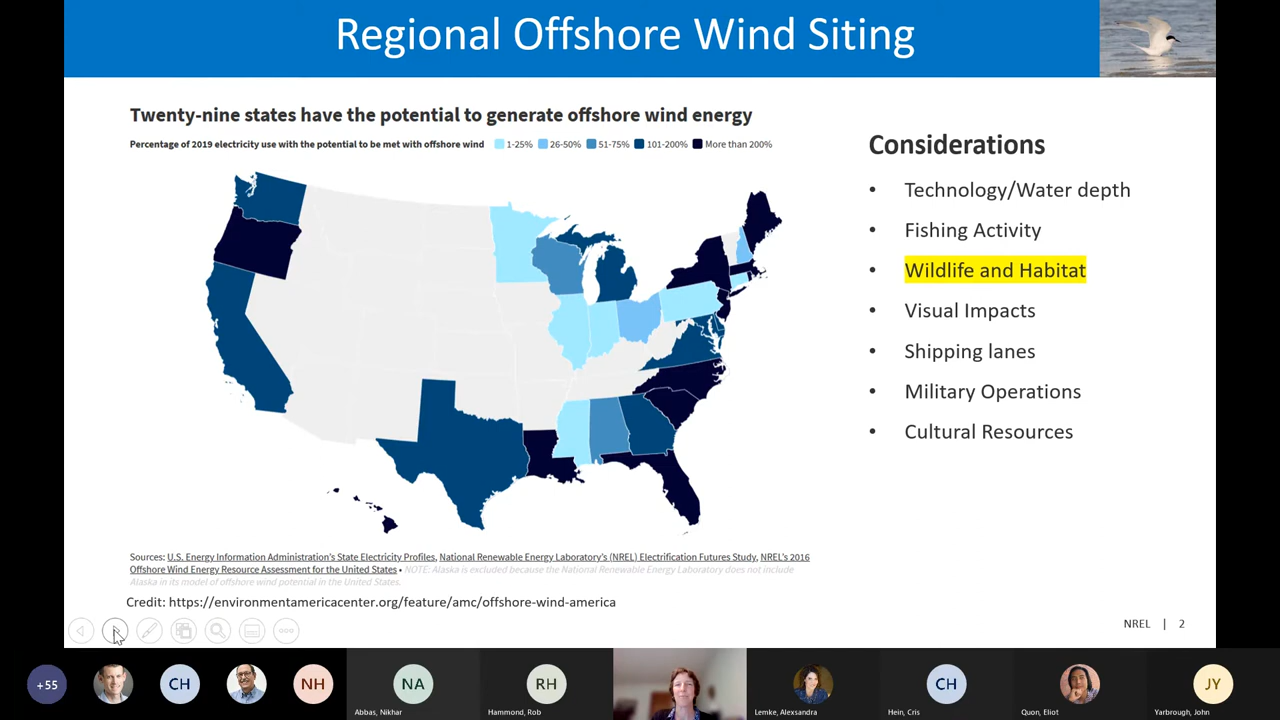 Regional Offshore Wind Siting
Twenty-nine states have the potential to generate offshore wind energy
Percentage of 2019 electricity use with the potential to be met with offshore wind 1-25% 26-50% 51-75% 101-200% More than 200%
Considerations
• Technology/Water depth
• Fishing Activity
• Wildlife and Habitat
• Visual Impacts
• Shipping lanes
• Military Operations
• Cultural Resources
Sources: U.S. Energy Information Administration's State Electricity Profiles, National Renewable Energy Laboratory's (NREL) Electrification Futures Study, NREL's 2016
Offshore Wind Energy Resource Assessment for the United States • NOTE: Alaska is excluded because the National Renewable Energy Laboratory does not include
Alaska in its model of offshore wind potential in the United States.
Credit: https://environmentamericacenter.org/feature/amc/offshore-wind-america
NREL | 2
+55 CH NH NA RH CH JY
Abbas, Nikhar Hammond, Rob Lemke, Alexsandra Hein, Cris Quon, Eliot Yarbrough, John